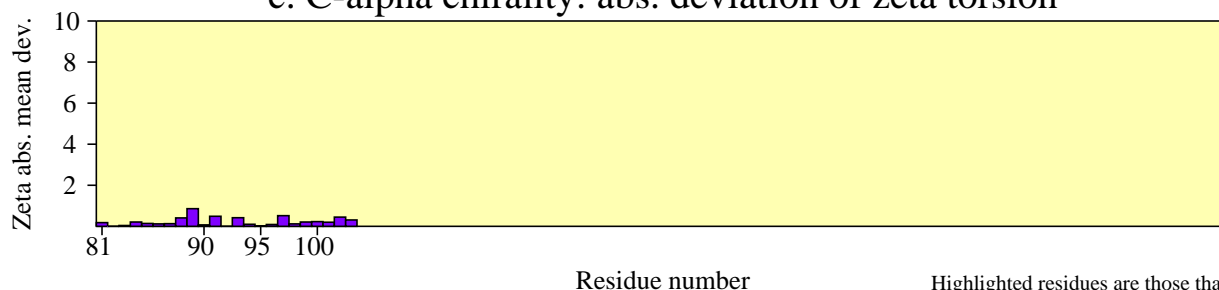 c. C-alpha chirality: abs. deviation of zeta torsion
Zeta abs. mean dev.
10
8
6
4
2
81 90 95 100
Residue number
Highlighted residues are those tha